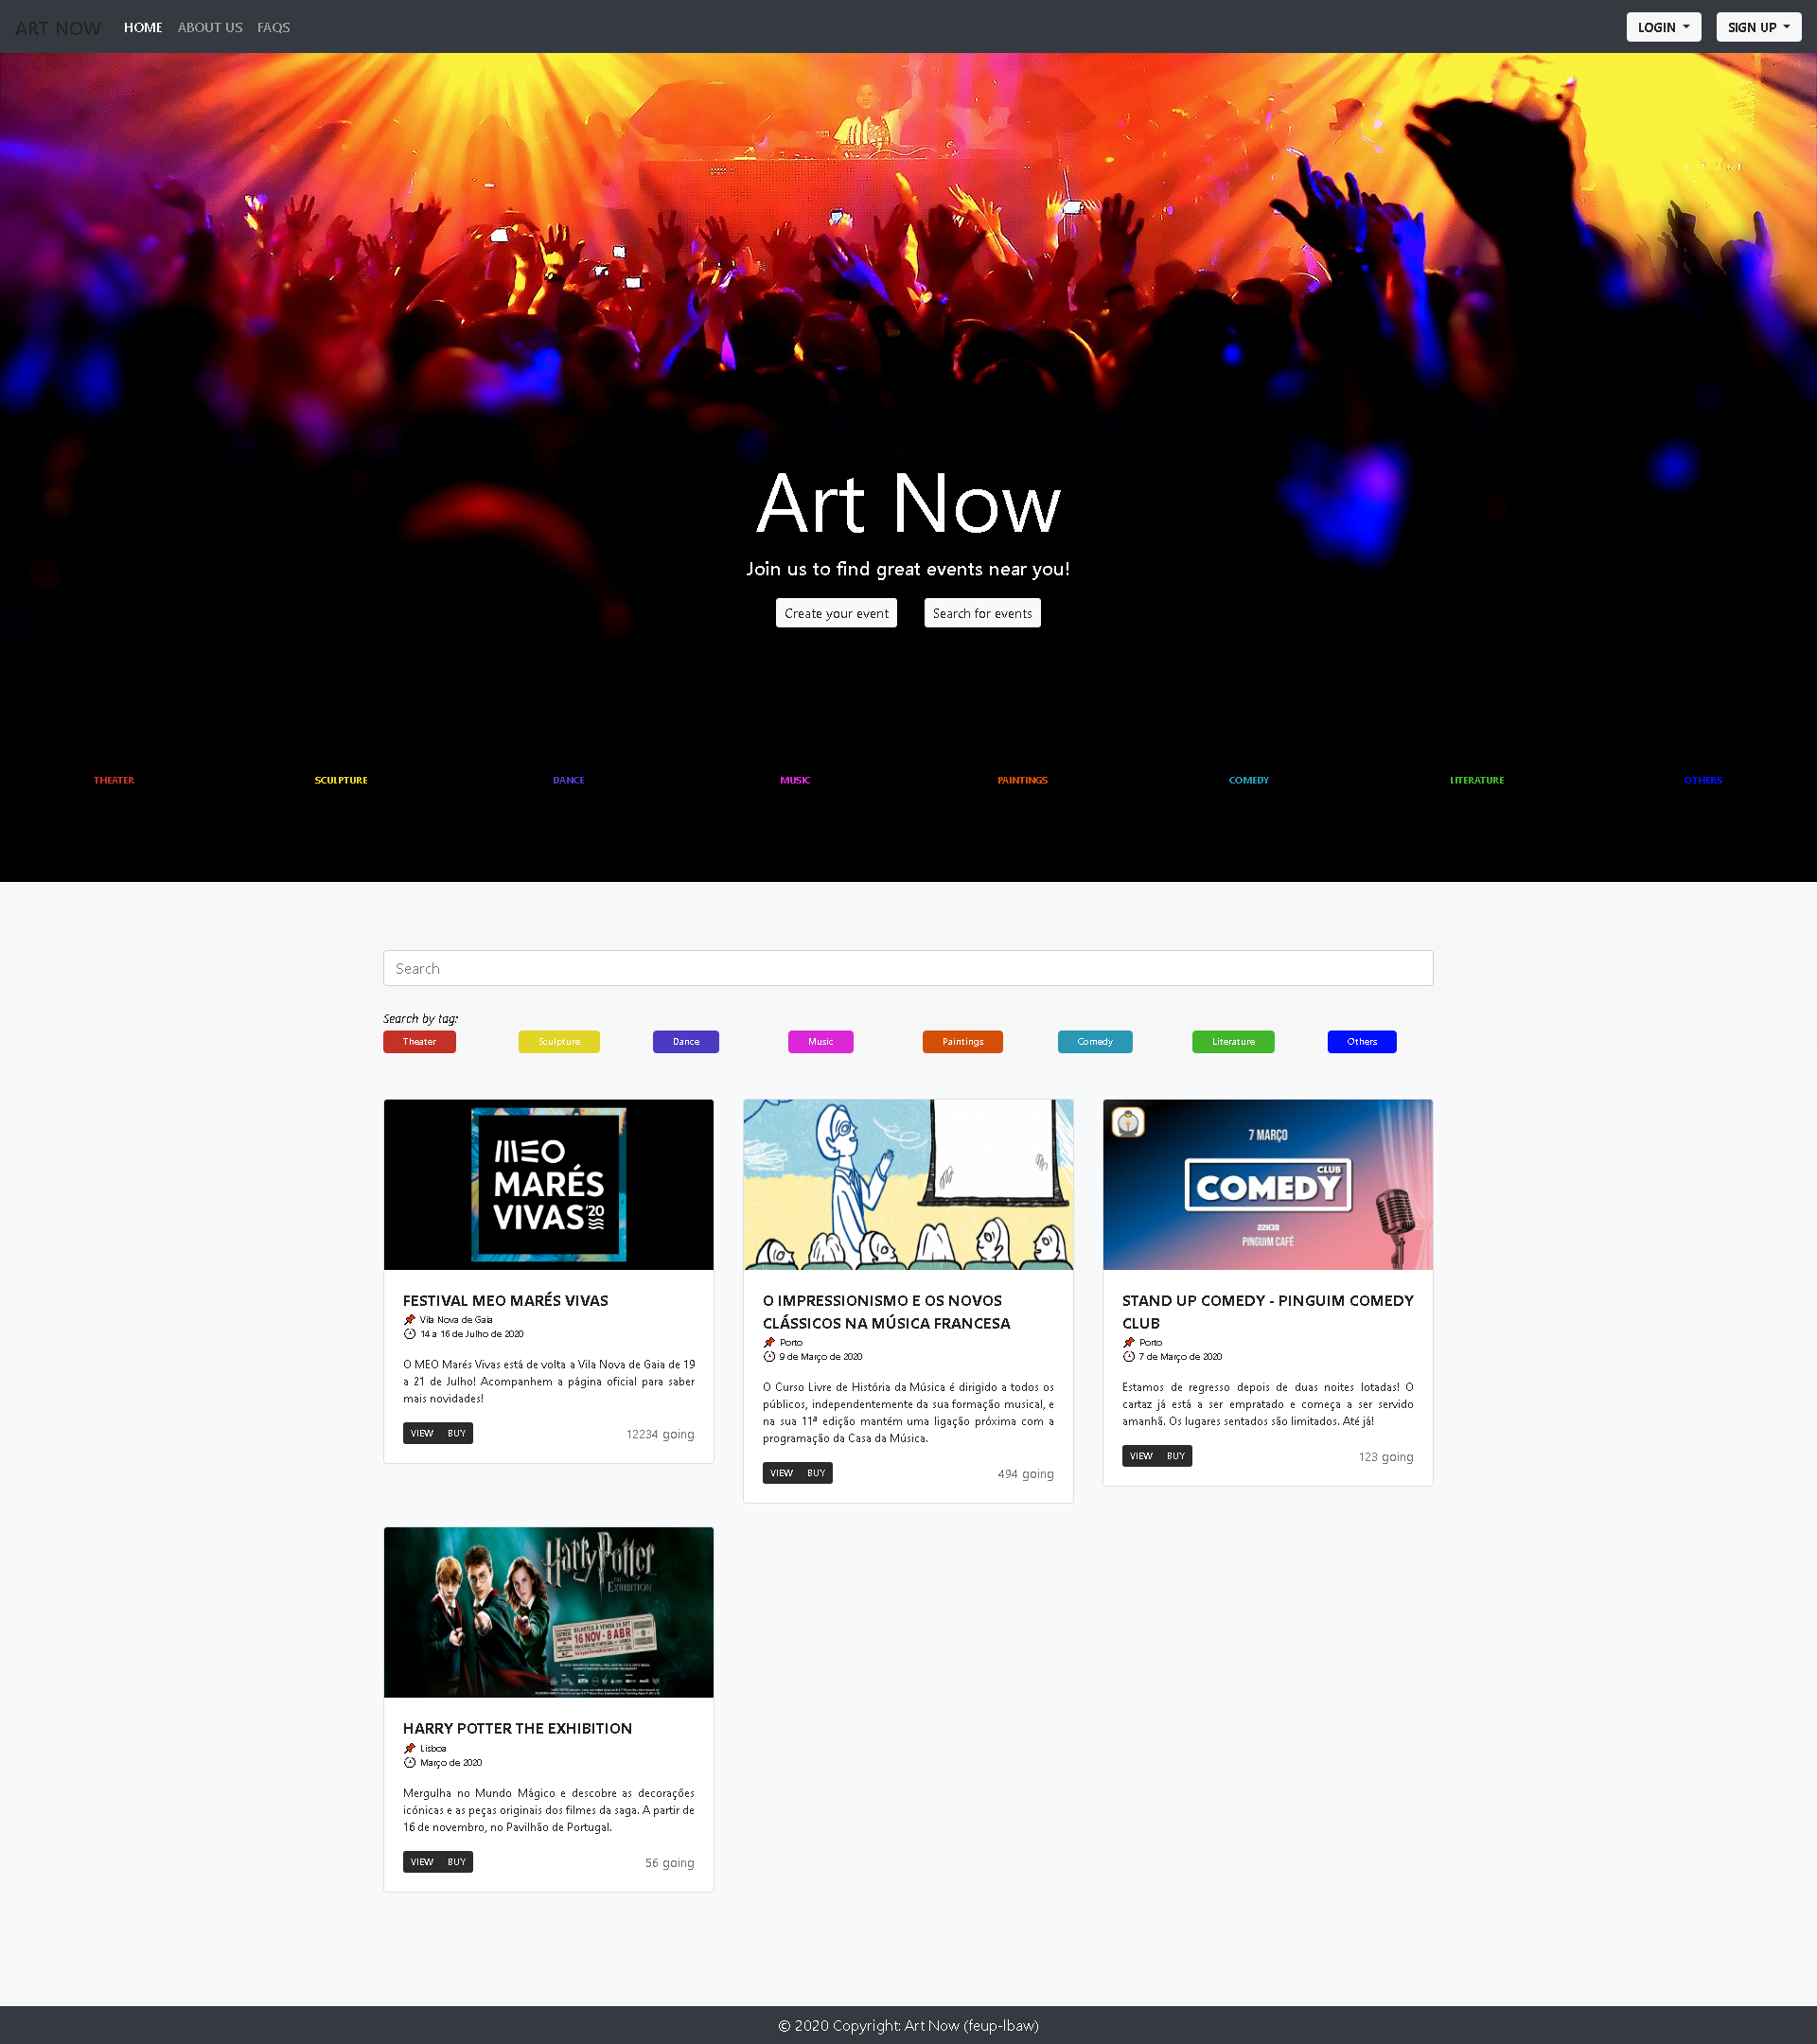 ART NOW HOME ABOUT US FAQS LOGIN SIGN UP
Art Now
Join us to find great events near you!
Create your event Search for events
THEATER SCULPTURE DANCE MUSIC PAINTINGS COMEDY LITERATURE OTHERS
Search
Search by tag:
Theater Sculpture Dance Music Paintings Comedy Literature Others
MEO
MARÉS
VIVAS'20
FESTIVAL MEO MARÉS VIVAS
Vila Nova de Gaia
14 a 16 de Julho de 2020
O MEO Marés Vivas está de volta a Vila Nova de Gaia de 19
a 21 de Julho! Acompanhem a página oficial para saber
mais novidades!
VIEW BUY 12234 going
O IMPRESSIONISMO E OS NOVOS
CLÁSSICOS NA MÚSICA FRANCESA
Porto
9 de Março de 2020
O Curso Livre de História da Música é dirigido a todos os
públicos, independentemente da sua formação musical, e
na sua 11ª edição mantém uma ligação próxima com a
programação da Casa da Música.
VIEW BUY 494 going
7 MARÇO
CLUB
COMEDY
22H30
PINGUIM CAFÉ
STAND UP COMEDY - PINGUIM COMEDY
CLUB
Porto
7 de Março de 2020
Estamos de regresso depois de duas noites lotadas! O
cartaz já está a ser empratado e começa a ser servido
amanhã. Os lugares sentados são limitados. Até já!
VIEW BUY 123 going
Harry Potter
THE
EXHIBITION
16 NOV - 8 ABR
HARRY POTTER THE EXHIBITION
Lisboa
Março de 2020
Mergulha no Mundo Mágico e descobre as decorações
icónicas e as peças originais dos filmes da saga. A partir de
16 de novembro, no Pavilhão de Portugal.
VIEW BUY 56 going
© 2020 Copyright: Art Now (feup-lbaw)